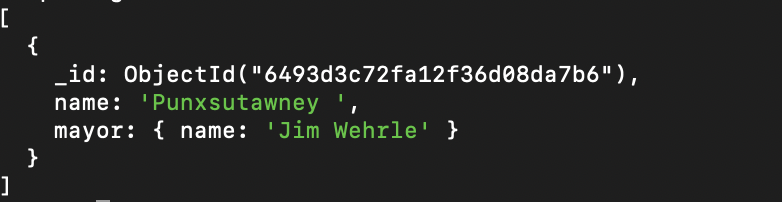 [
  {
    _id: ObjectId("6493d3c72fa12f36d08da7b6"),
    name: 'Punxsutawney ',
    mayor: { name: 'Jim Wehrle' }
  }
]